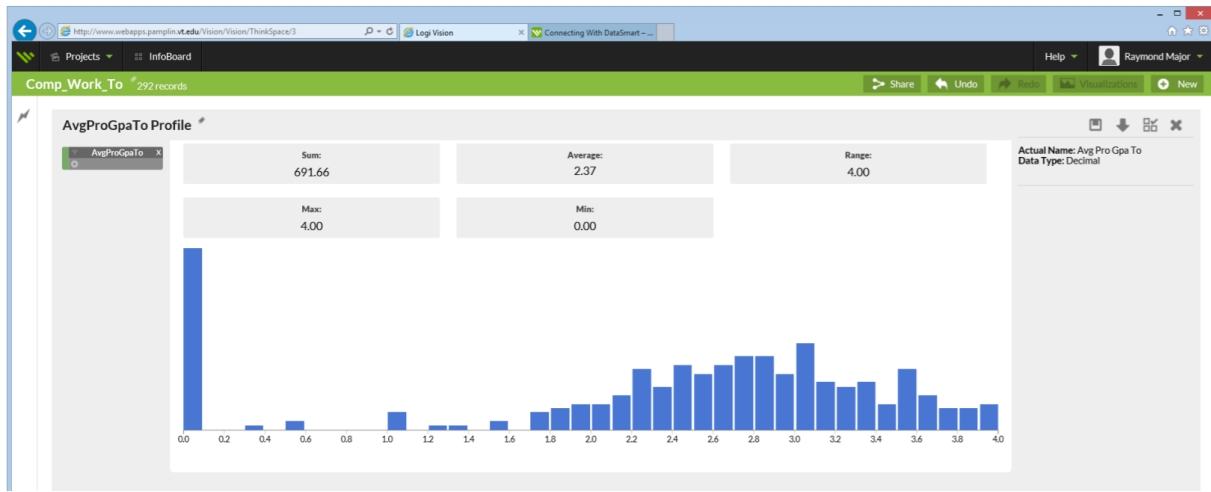 http://www.webapps.pamplin.vt.edu/Vision/Vision/ThinkSpace/3
Logi Vision
Connecting With DataSmart – ...
Projects
InfoBoard
Help
Raymond Major
Comp_Work_To 292 records
Share
Undo
Redo
Visualizations
New
AvgProGpaTo Profile
AvgProGpaTo X
Sum:
691.66
Average:
2.37
Range:
4.00
Max:
4.00
Min:
0.00
Actual Name: Avg Pro Gpa To
Data Type: Decimal
0.0 0.2 0.4 0.6 0.8 1.0 1.2 1.4 1.6 1.8 2.0 2.2 2.4 2.6 2.8 3.0 3.2 3.4 3.6 3.8 4.0